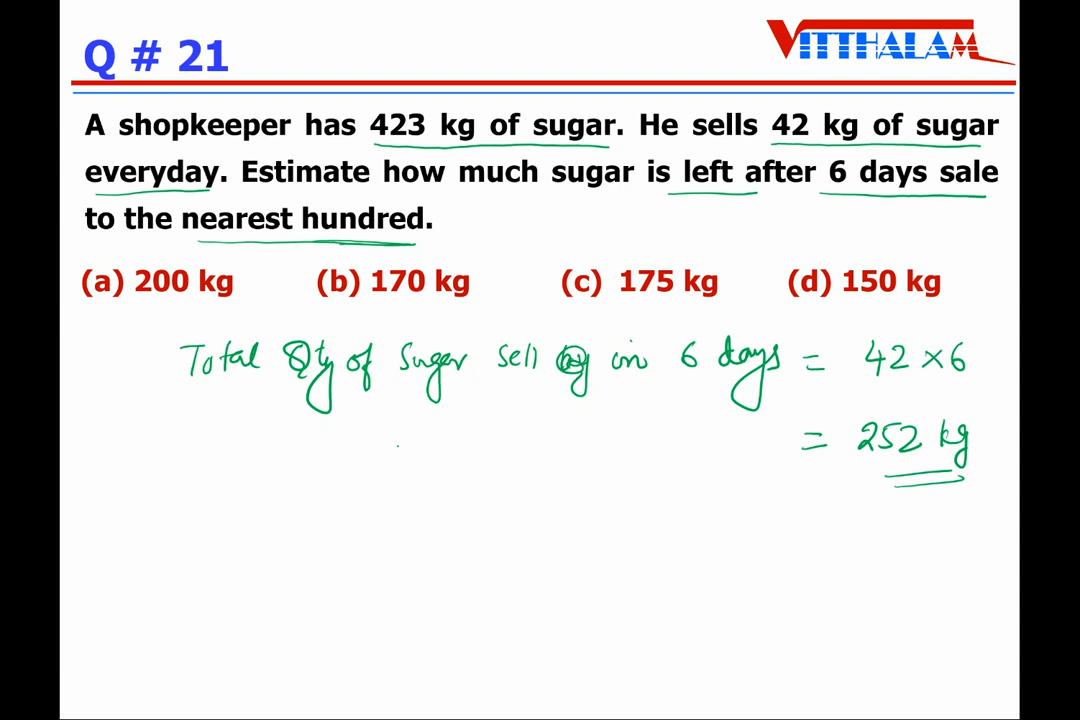 Q # 21
VITTHALAM
A shopkeeper has 423 kg of sugar. He sells 42 kg of sugar
everyday. Estimate how much sugar is left after 6 days sale
to the nearest hundred.
(a) 200 kg (b) 170 kg (c) 175 kg (d) 150 kg
Total Qty of Sugar sell in 6 days = 42 × 6
= 252 kg